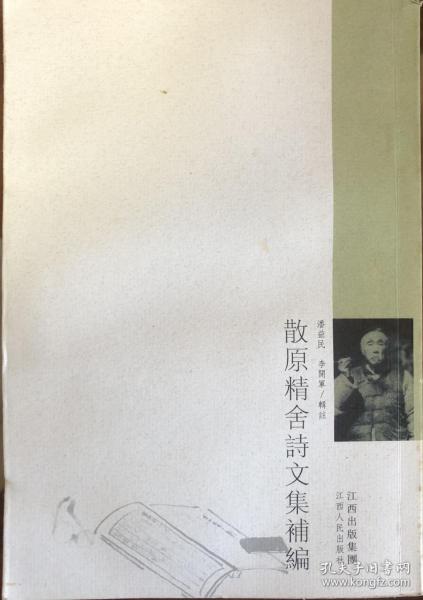 散原精舍詩文集補編
潘益民 李開軍/輯註
江西出版集團
江西人民出版社
孔夫子旧书网
www.kongfz.com